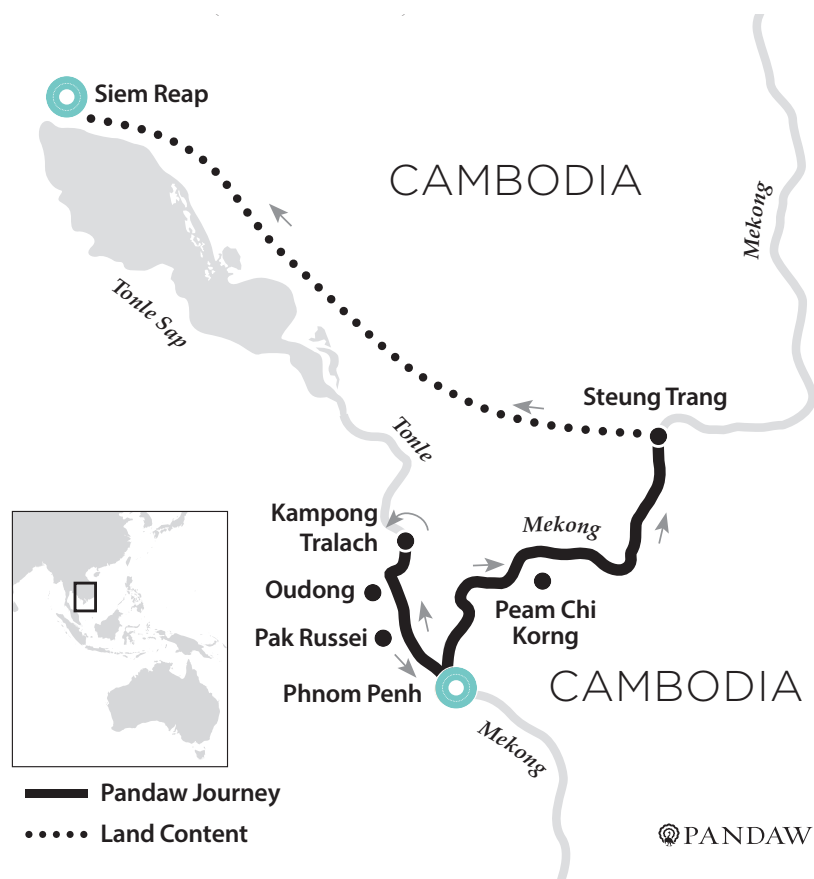 Siem Reap
CAMBODIA
Mekong
Tonle Sap
Steung Trang
Tonle
Kampong
Tralach
Mekong
Oudong
Peam Chi
Korng
Pak Russei
Phnom Penh
CAMBODIA
Mekong
Pandaw Journey
Land Content
PANDAW